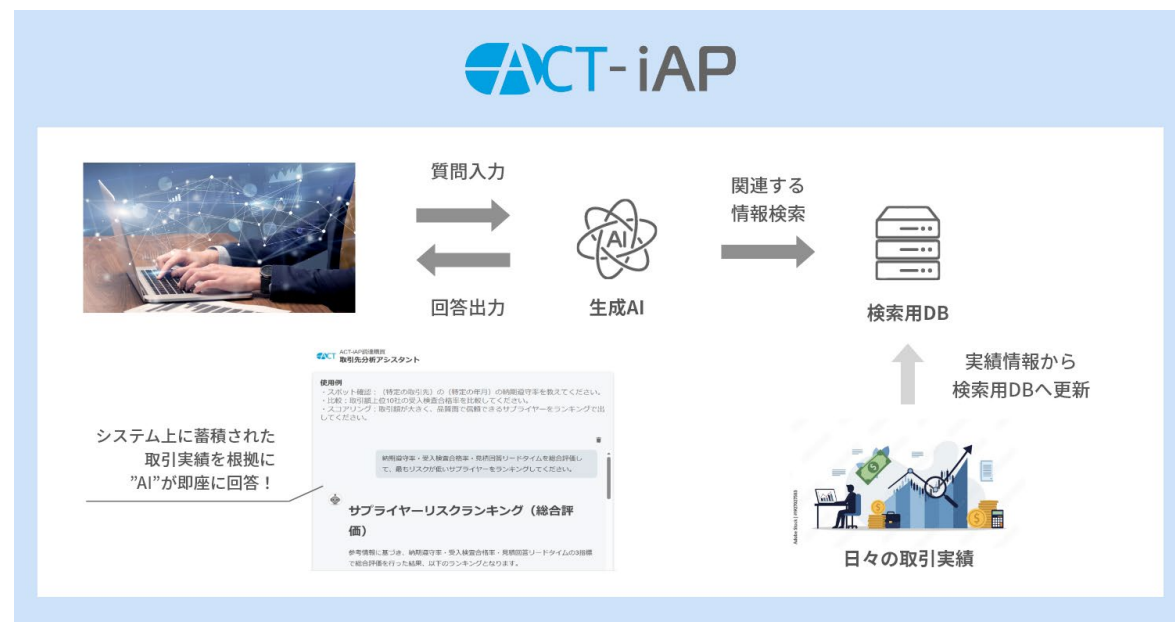 ACT-iAP
質問入力
回答出力
AI
生成AI
関連する
情報検索
検索用DB
実績情報から
検索用DBへ更新
日々の取引実績
システム上に蓄積された
取引実績を根拠に
”AI”が即座に回答！
ACT
ACT-iAP調達購買
取引先分析アシスタント
使用例
・スポット確認：（特定の取引先）の（特定の年月）の納期遵守率を教えてください。
・比較：取引額上位10社の受入検査合格率を比較してください。
・スコアリング：取引額が大きく、品質面で信頼できるサプライヤーをランキングで出
してください。
納期遵守率・受入検査合格率・見積回答リードタイムを総合評価し
て、最もリスクが低いサプライヤーをランキングしてください。
サプライヤーリスクランキング（総合評
価）
参考情報に基づき、納期遵守率・受入検査合格率・見積回答リードタイムの3指標
で総合評価を行った結果、以下のランキングとなります。